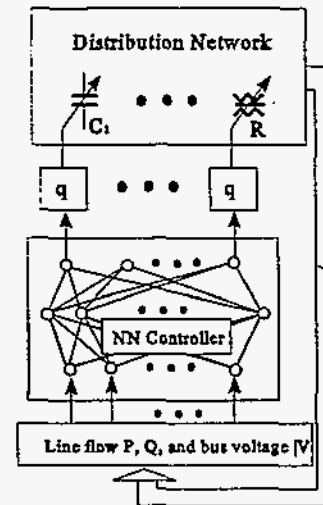 Distribution Network
C₁ R
q q
NN Controller
Line flow P, Q, and bus voltage |V